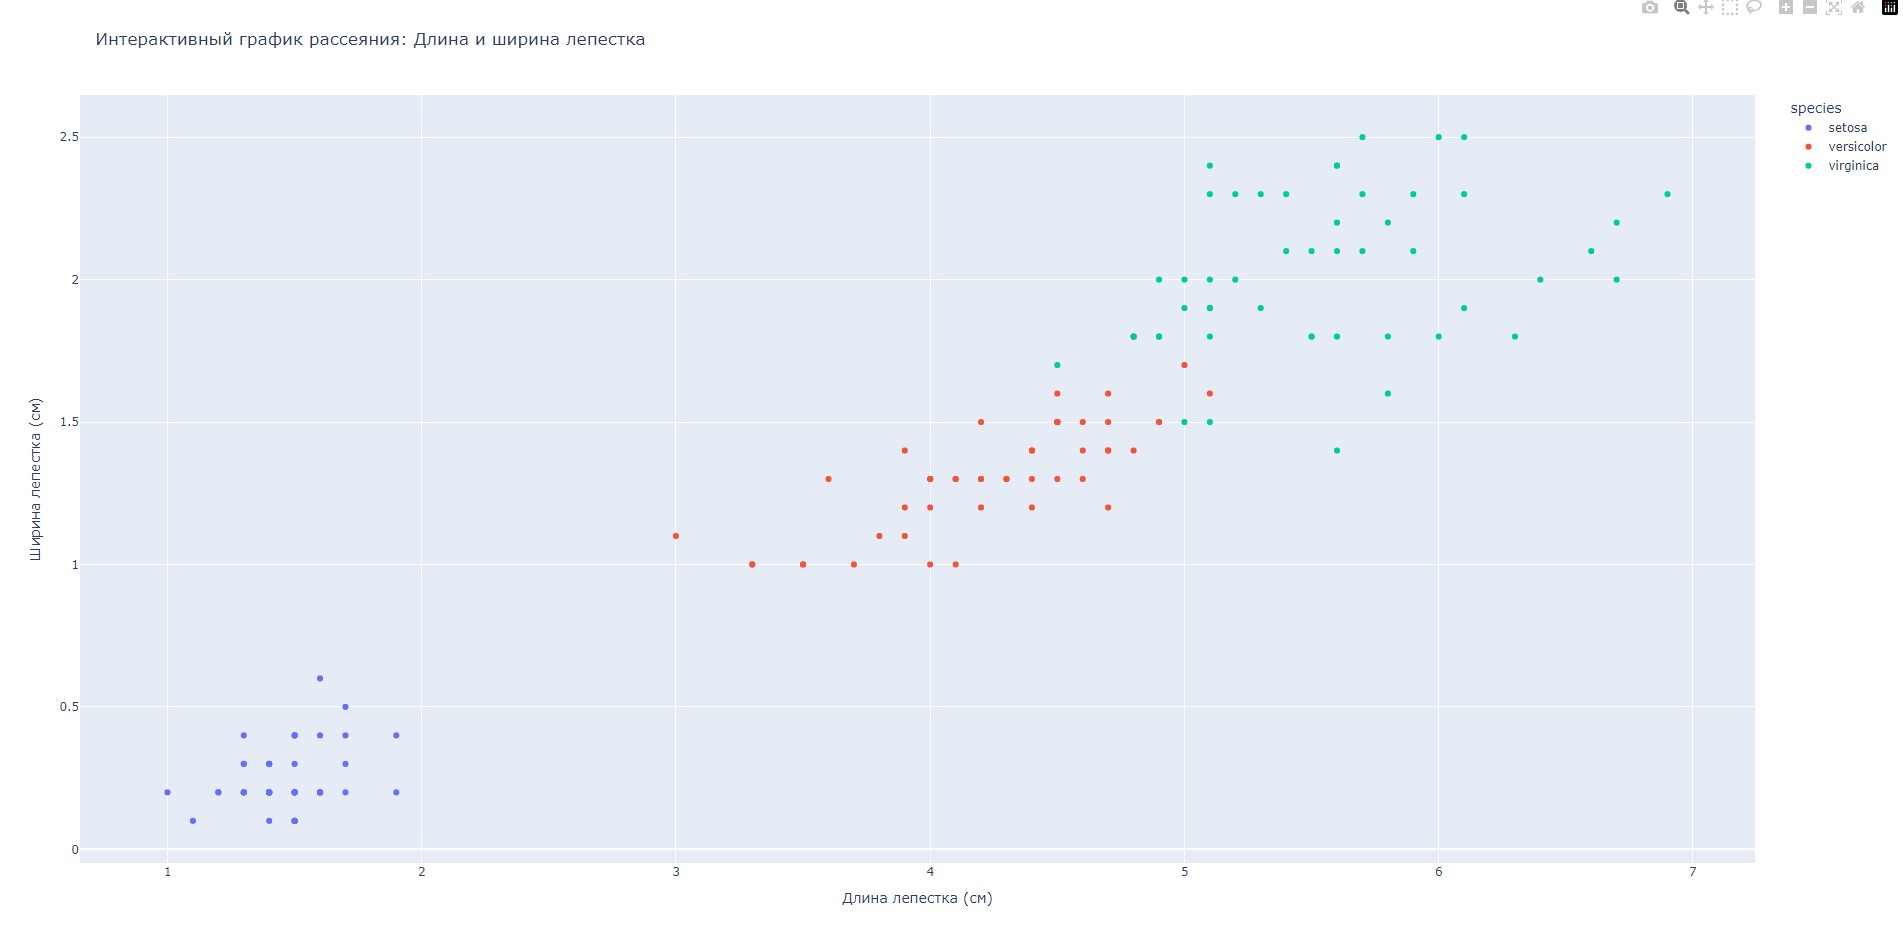 Интерактивный график рассеяния: Длина и ширина лепестка
species
setosa
versicolor
virginica
2.5
2
1.5
1
0.5
0
Ширина лепестка (см)
1 2 3 4 5 6 7
Длина лепестка (см)